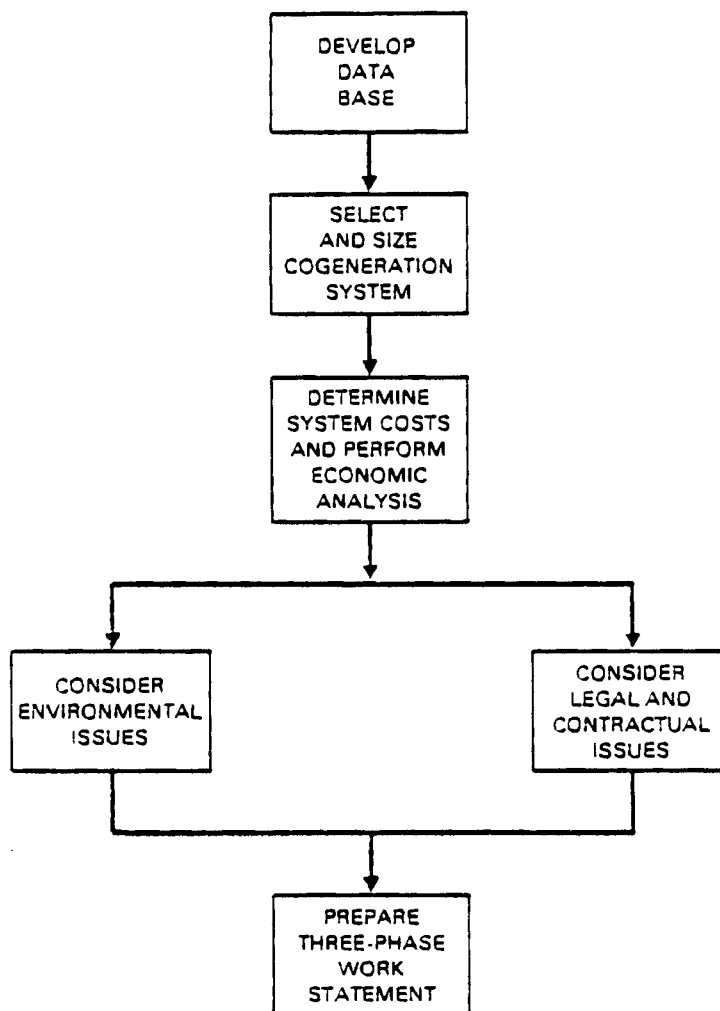 DEVELOP
DATA
BASE
SELECT
AND SIZE
COGENERATION
SYSTEM
DETERMINE
SYSTEM COSTS
AND PERFORM
ECONOMIC
ANALYSIS
CONSIDER
ENVIRONMENTAL
ISSUES
CONSIDER
LEGAL AND
CONTRACTUAL
ISSUES
PREPARE
THREE-PHASE
WORK
STATEMENT